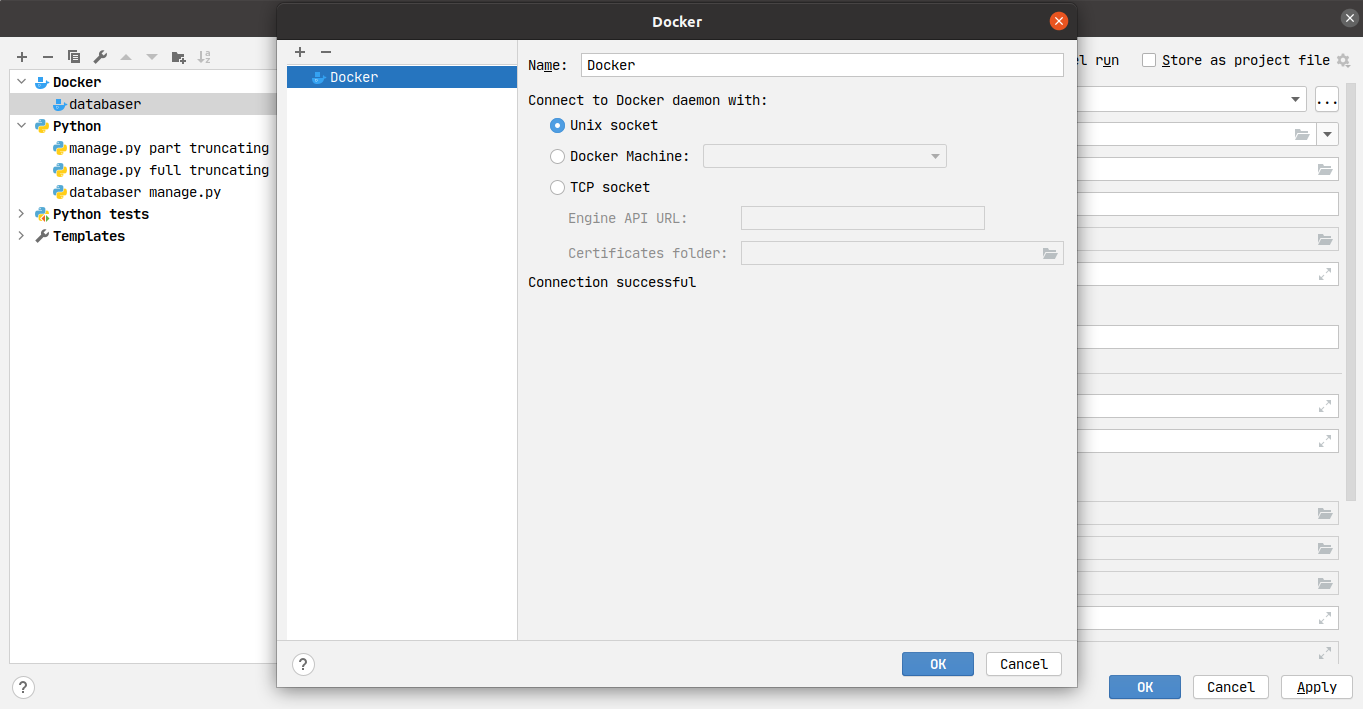 Docker
Docker
databaser
Python
manage.py part truncating
manage.py full truncating
databaser manage.py
Python tests
Templates
?
Docker
Name: Docker
Connect to Docker daemon with:
Unix socket
Docker Machine:
TCP socket
Engine API URL:
Certificates folder:
Connection successful
?
OK
Cancel
el run
Store as project file
...
OK
Cancel
Apply